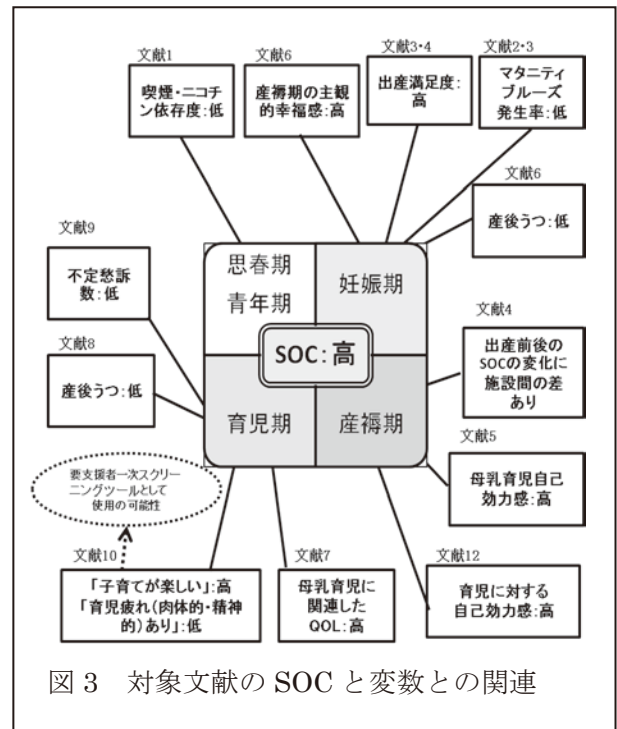 文献1
喫煙・ニコチ
ン依存度:低
文献6
産褥期の主観
的幸福感:高
文献3・4
出産満足度:
高
文献2・3
マタニティ
ブルーズ
発生率:低
文献6
産後うつ:低
文献9
不定愁訴
数:低
思春期
青年期
妊娠期
SOC:高
育児期
産褥期
文献4
出産前後の
SOCの変化に
施設間の差
あり
文献8
産後うつ:低
文献5
母乳育児自己
効力感:高
要支援者一次スクリー
ニングツールとして
使用の可能性
文献10
「子育てが楽しい」:高
「育児疲れ(肉体的・精神
的)あり」:低
文献7
母乳育児に
関連した
QOL:高
文献12
育児に対する
自己効力感:高
図 3 対象文献の SOC と変数との関連